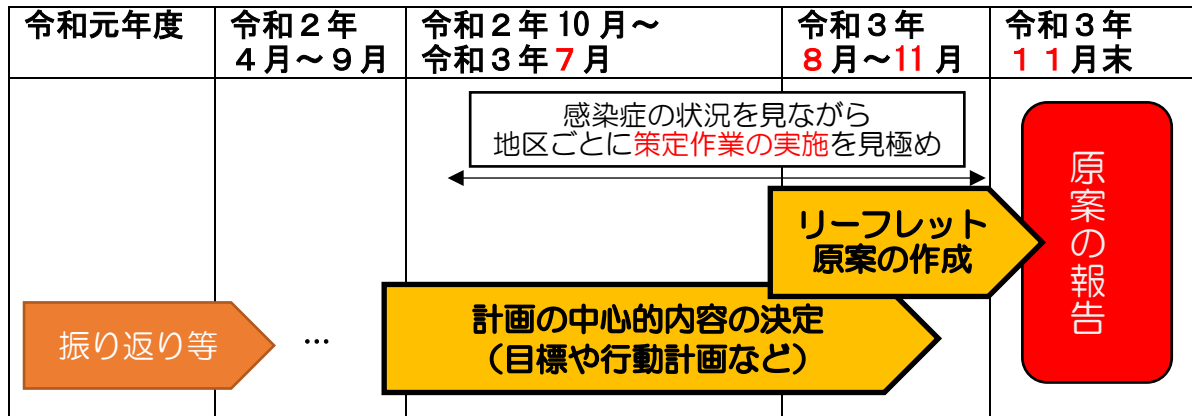 令和元年度
令和２年
４月～９月
令和２年 10 月～
令和３年７月
令和３年
８月～11 月
令和３年
１１月末
感染症の状況を見ながら
地区ごとに策定作業の実施を見極め
リーフレット
原案の作成
原案の報告
振り返り等
…
計画の中心的内容の決定
（目標や行動計画など）